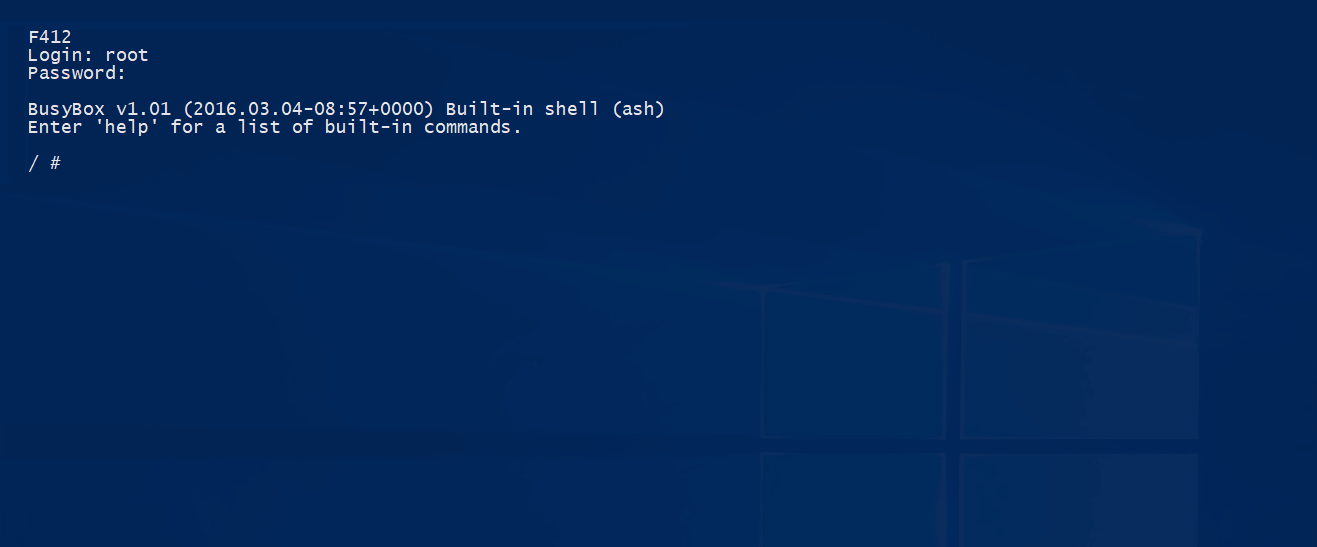 F412
Login: root
Password:
BusyBox v1.01 (2016.03.04-08:57+0000) Built-in shell (ash)
Enter 'help' for a list of built-in commands.
/ #